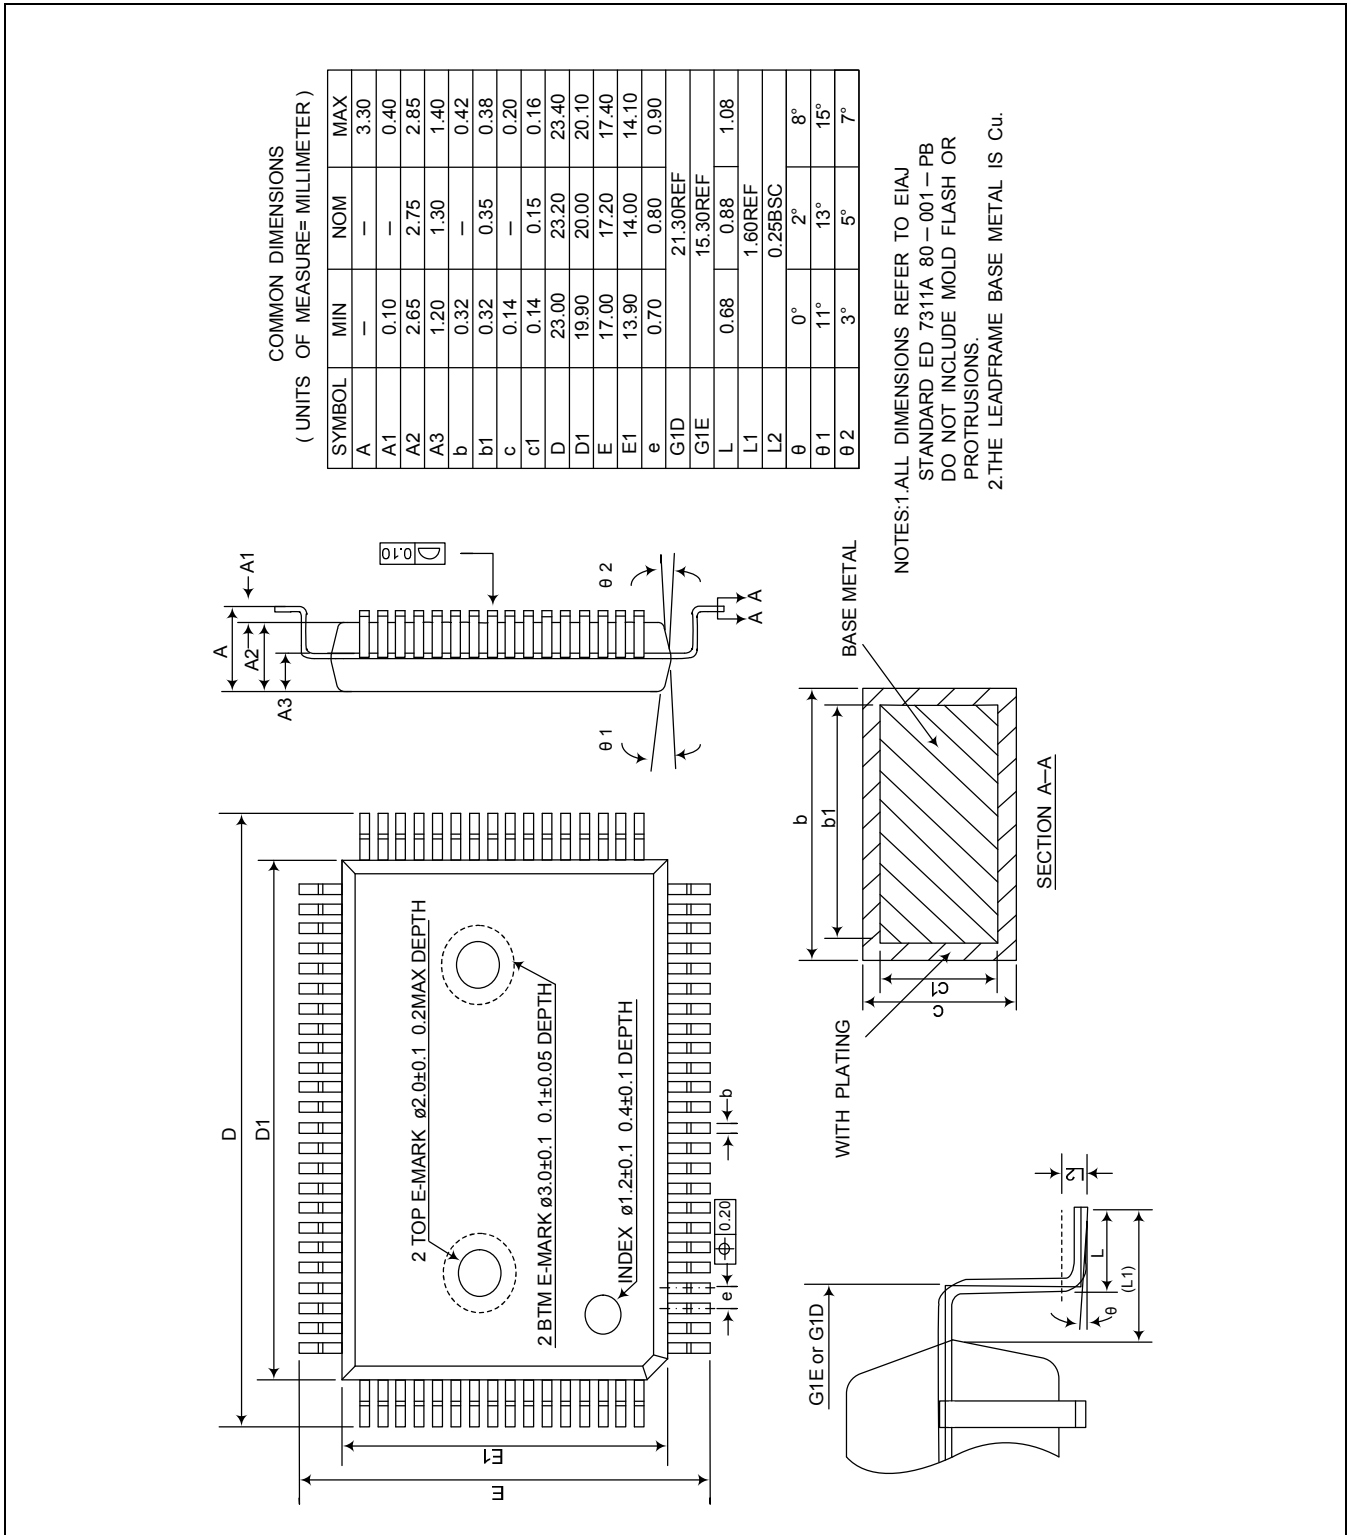 COMMON DIMENSIONS
( UNITS OF MEASURE= MILLIMETER )
SYMBOL MIN NOM MAX
A – – 3.30
A1 0.10 – 0.40
A2 2.65 2.75 2.85
A3 1.20 1.30 1.40
b 0.32 – 0.42
b1 0.32 0.35 0.38
c 0.14 – 0.20
c1 0.14 0.15 0.16
D 23.00 23.20 23.40
D1 19.90 20.00 20.10
E 17.00 17.20 17.40
E1 13.90 14.00 14.10
e 0.70 0.80 0.90
G1D 21.30REF
G1E 15.30REF
L 0.68 0.88 1.08
L1 1.60REF
L2 0.25BSC
θ 0° 2° 8°
θ 1 11° 13° 15°
θ 2 3° 5° 7°
NOTES:1.ALL DIMENSIONS REFER TO EIAJ
STANDARD ED 7311A 80 – 001 – PB
DO NOT INCLUDE MOLD FLASH OR
PROTRUSIONS.
2.THE LEADFRAME BASE METAL IS Cu.
A
A1
A2
A3
0.10
θ 1
θ 2
A
A
D
D1
2 TOP E-MARK ø2.0±0.1 0.2MAX DEPTH
2 BTM E-MARK ø3.0±0.1 0.1±0.05 DEPTH
INDEX ø1.2±0.1 0.4±0.1 DEPTH
b
e
0.20
E1
E
BASE METAL
b
b1
c1
c
WITH PLATING
SECTION A–A
G1E or G1D
L2
L
(L1)
θ